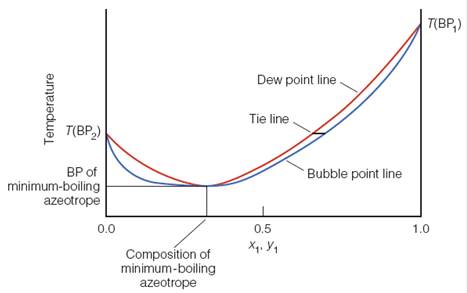 T(BP₁)
Dew point line
Temperature
Tie line
T(BP₂)
Bubble point line
BP of
minimum-boiling
azeotrope
0.0
0.5
1.0
x₁, y₁
Composition of
minimum-boiling
azeotrope